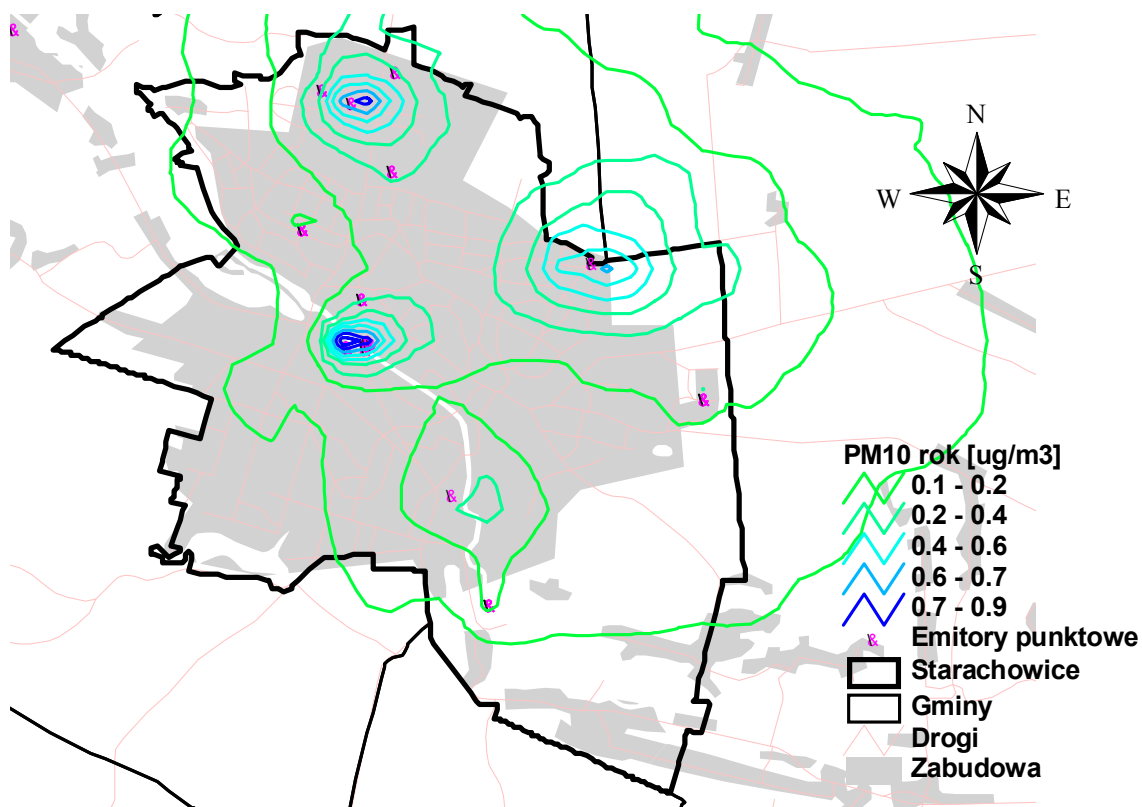 N
W E
S
PM10 rok [ug/m3]
0.1 - 0.2
0.2 - 0.4
0.4 - 0.6
0.6 - 0.7
0.7 - 0.9
& Emitory punktowe
Starachowice
Gminy
Drogi
Zabudowa